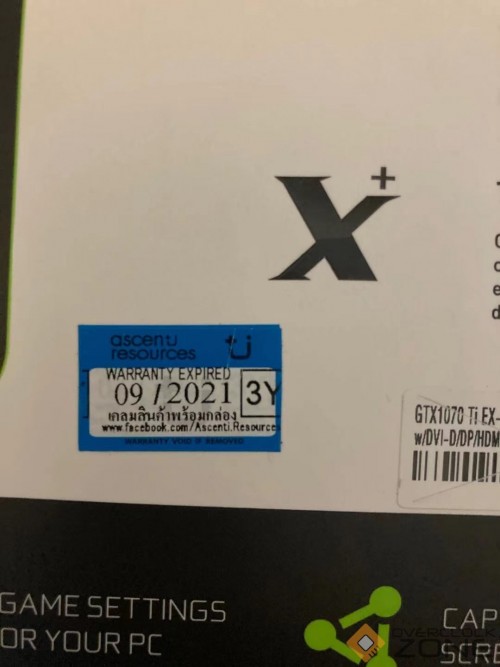 X+
ascenti
resources
WARRANTY EXPIRED
09 / 2021 3Y
เคลมสินค้าพร้อมกล่อง
www.facebook.com/Ascenti.Resource
WARRANTY VOID IF REMOVED
GTX1070 Ti EX-
w/DVI-D/DP/HDM
GAME SETTINGS
OR YOUR PC
CAP
SCRE
OVERCLOCK
ZONE